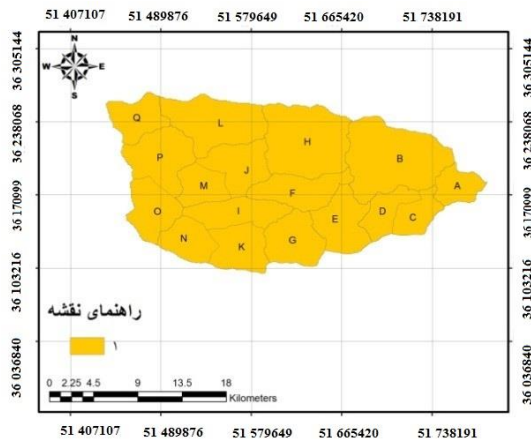 51 407107 51 489876 51 579649 51 665420 51 738191
36 305144 36 305144
N
W E
S
36 238068 36 238068
Q L
H
P B
J
M A
36 170999 36 170999
F
O I E D C
N K G
36 103216 36 103216
راهنمای نقشه
۱
36 036840 36 036840
0 2.25 4.5 9 13.5 18
Kilometers
51 407107 51 489876 51 579649 51 665420 51 738191